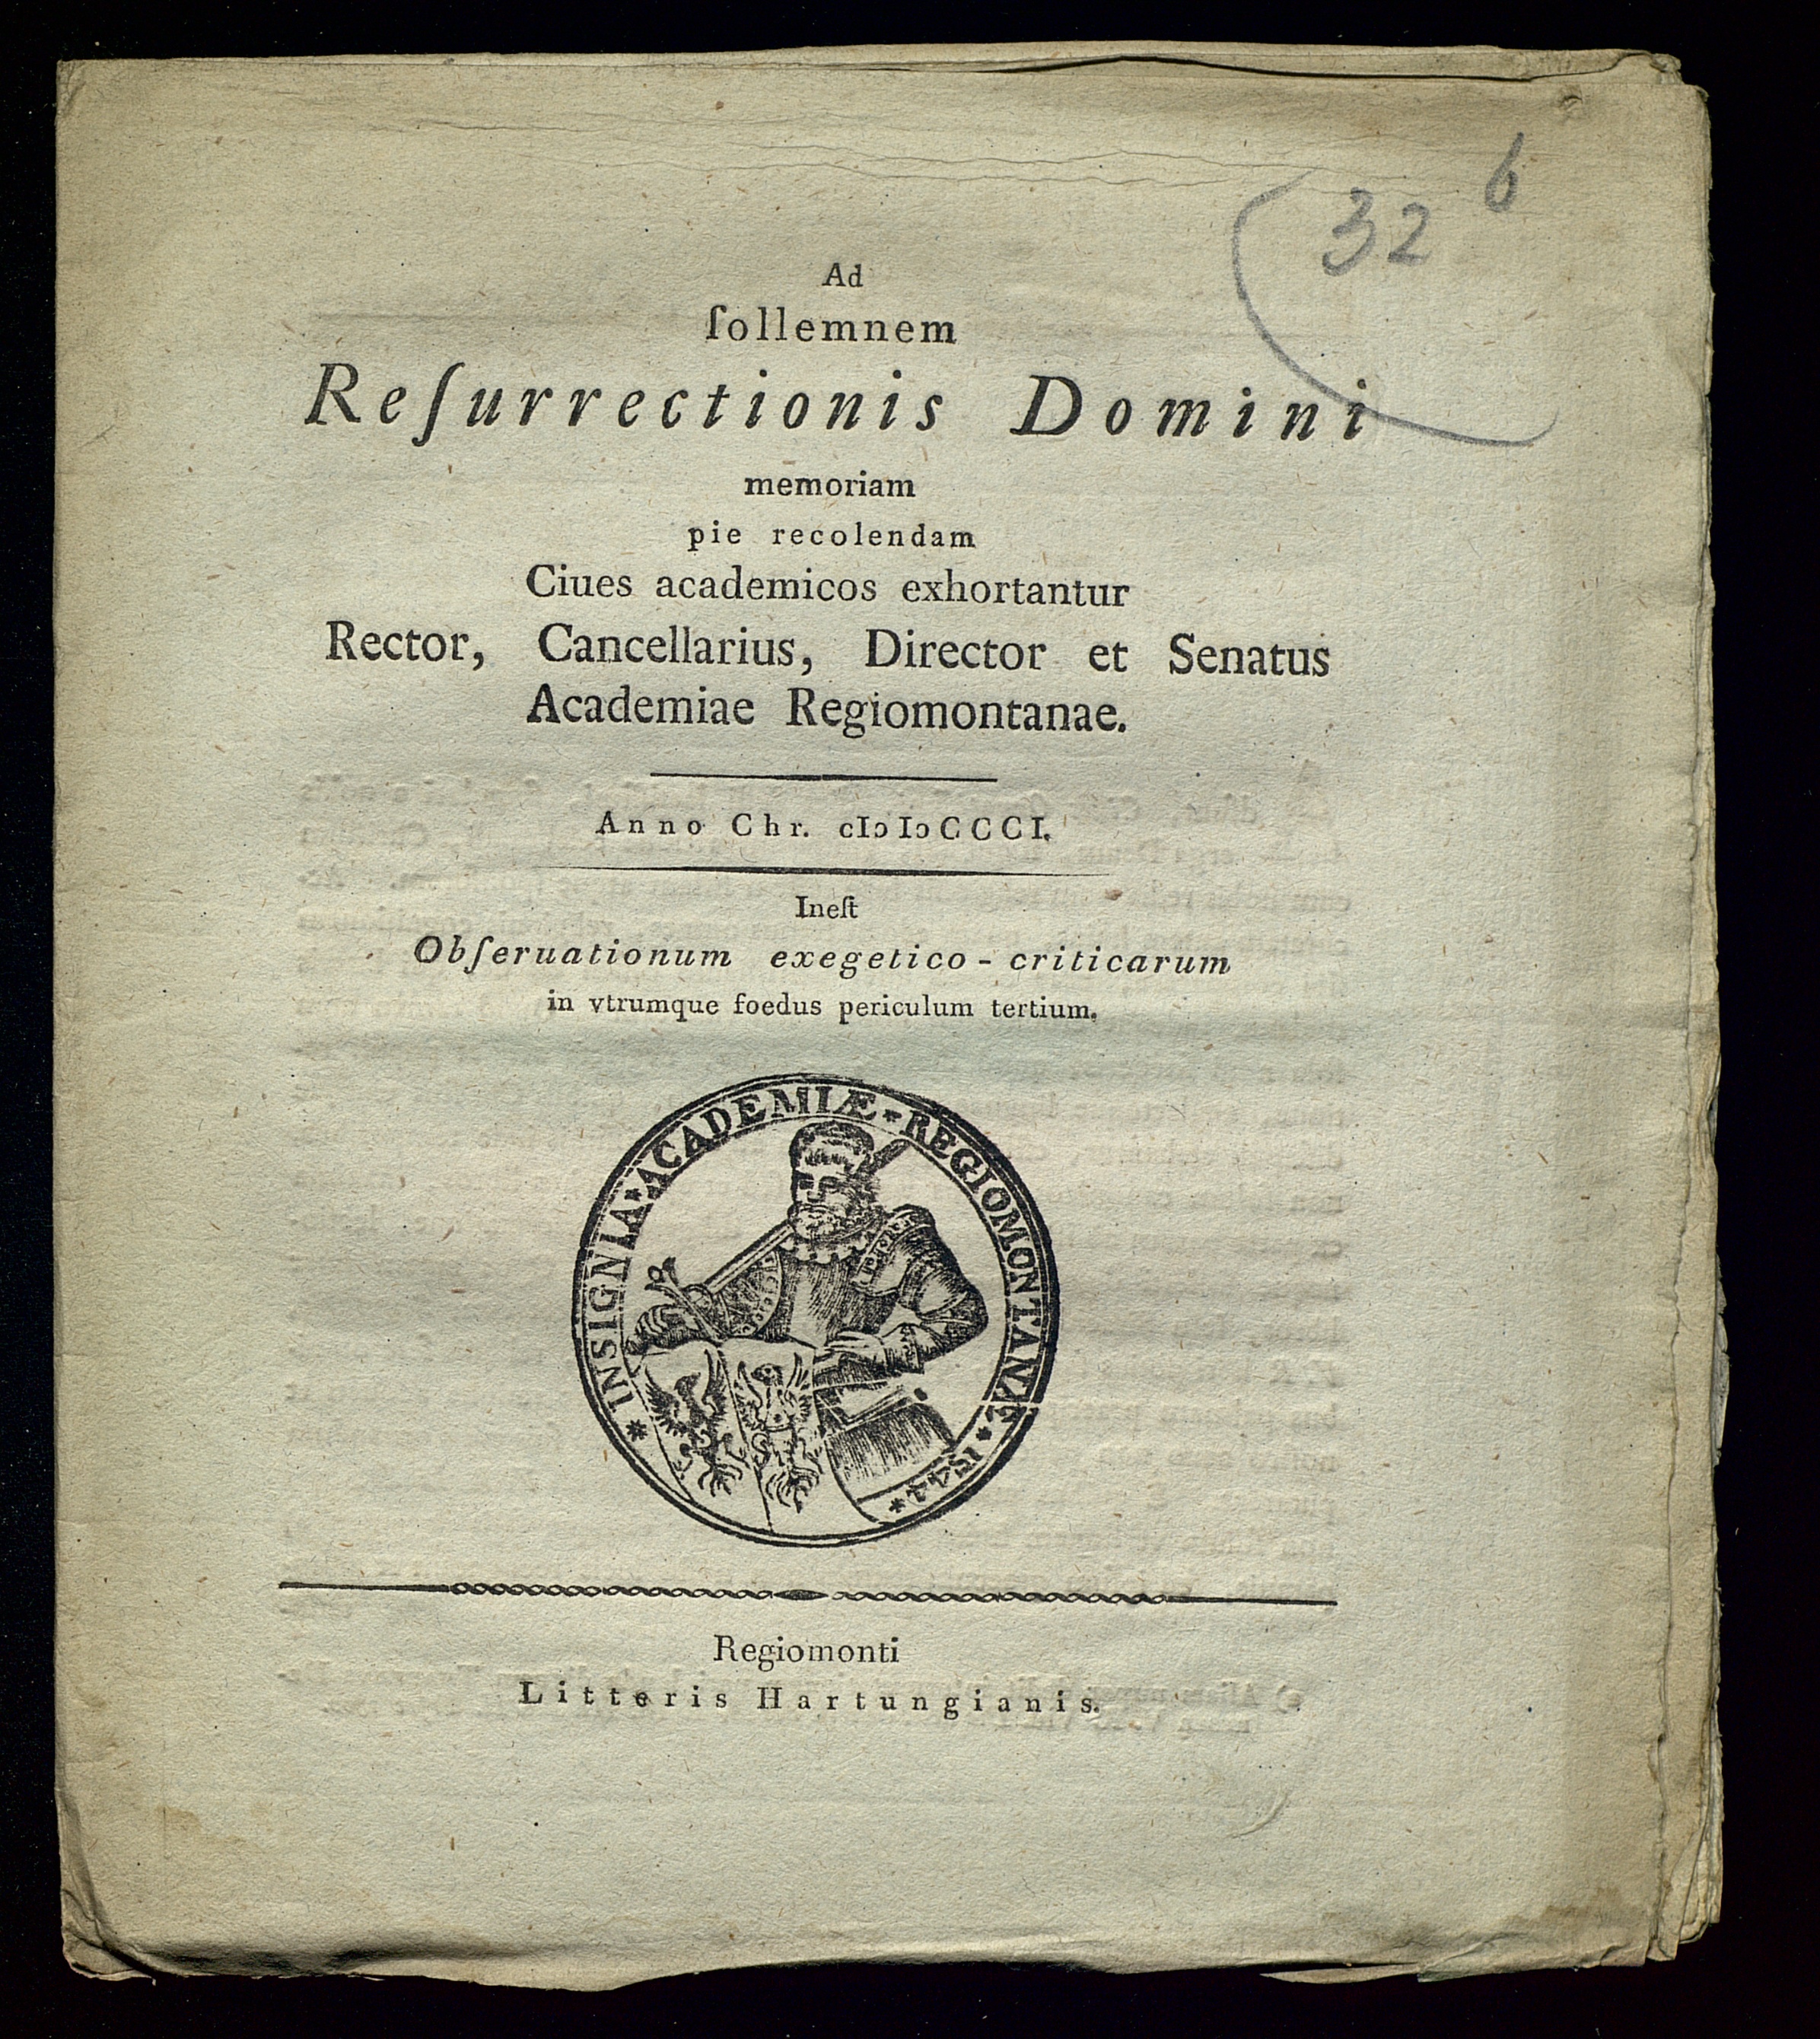 32 b
Ad
ſollemnem
Reſurrectionis Domini
memoriam
pie recolendam
Ciues academicos exhortantur
Rector, Cancellarius, Director et Senatus
Academiae Regiomontanae.
Anno Chr. cIɔIɔCCCI.
Ineſt
Obſeruationum exegetico-criticarum
in vtrumque foedus periculum tertium.
* INSIGNIA * ACADEMIÆ * REGIOMONTANÆ * 1544 *
Regiomonti
Litteris Hartungianis.